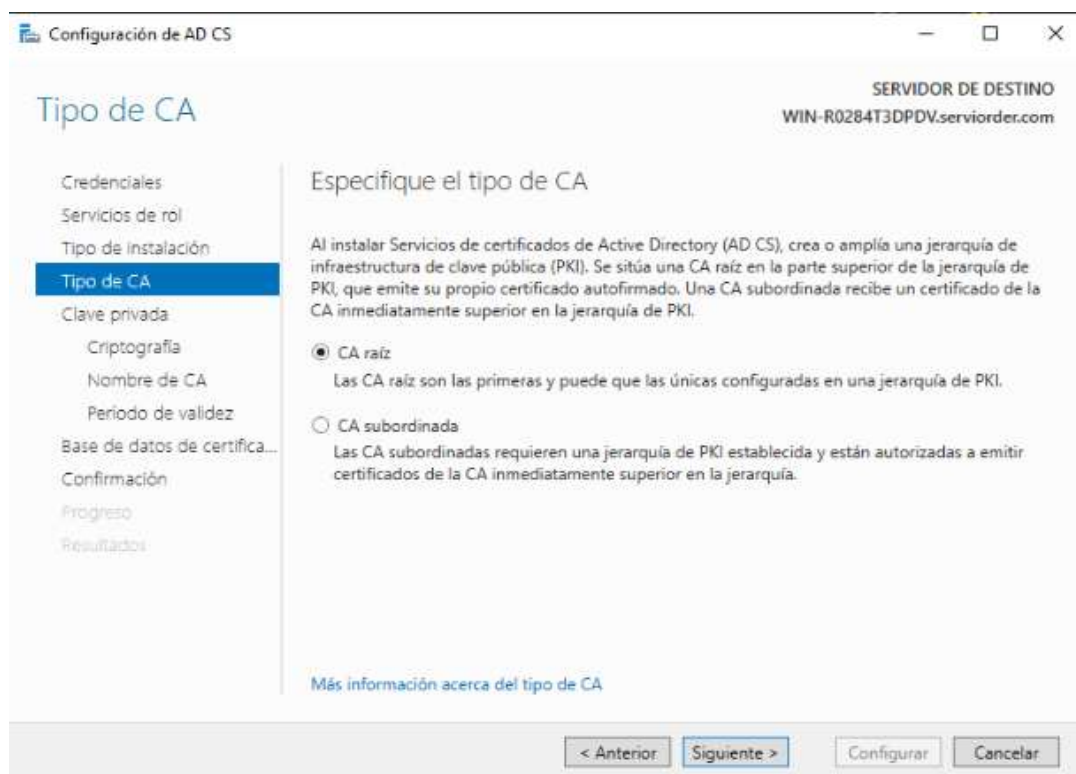 Configuración de AD CS
Tipo de CA
SERVIDOR DE DESTINO
WIN-R0284T3DPDV.serviorder.com
Credenciales
Servicios de rol
Tipo de instalación
Tipo de CA
Clave privada
Criptografía
Nombre de CA
Período de validez
Base de datos de certifica...
Confirmación
Progreso
Resultados
Especifique el tipo de CA
Al instalar Servicios de certificados de Active Directory (AD CS), crea o amplía una jerarquía de
infraestructura de clave pública (PKI). Se sitúa una CA raíz en la parte superior de la jerarquía de
PKI, que emite su propio certificado autofirmado. Una CA subordinada recibe un certificado de la
CA inmediatamente superior en la jerarquía de PKI.
CA raíz
Las CA raíz son las primeras y puede que las únicas configuradas en una jerarquía de PKI.
CA subordinada
Las CA subordinadas requieren una jerarquía de PKI establecida y están autorizadas a emitir
certificados de la CA inmediatamente superior en la jerarquía.
Más información acerca del tipo de CA
< Anterior
Siguiente >
Configurar
Cancelar